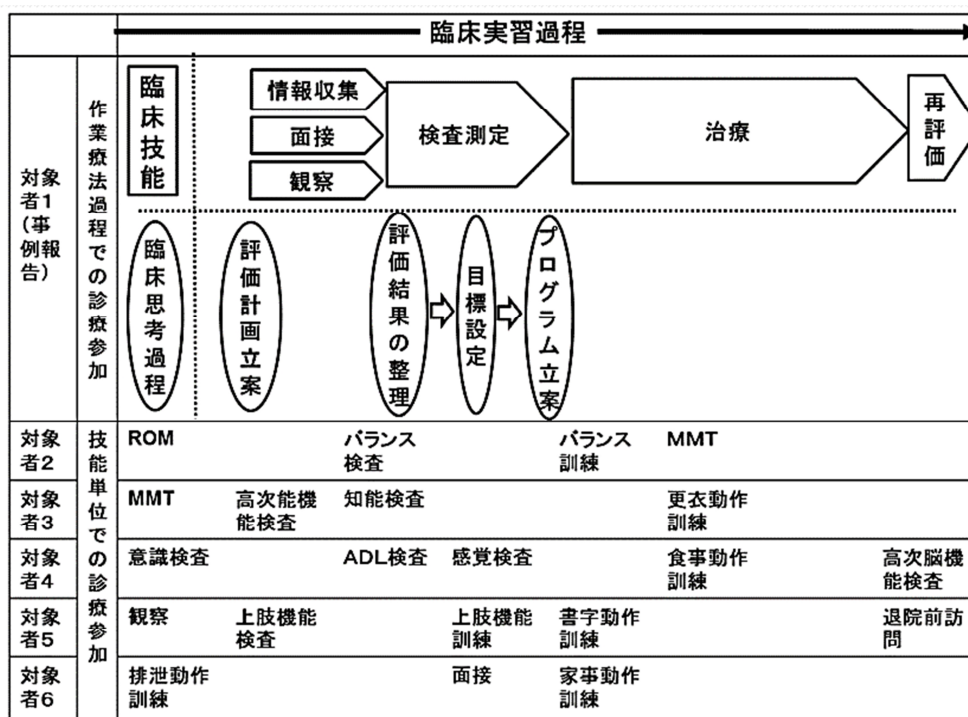 臨床実習過程
対象
者1
(事
例報
告)
作業療法過程での診療参加
臨床技能
情報収集
面接
観察
検査測定
治療
再評価
臨床思考過程
評価計画立案
評価結果の整理
目標設定
プログラム立案
技能単位での診療参加
対象
者2
ROM
バランス
検査
バランス
訓練
MMT
対象
者3
MMT
高次能機
能検査
知能検査
更衣動作
訓練
対象
者4
意識検査
ADL検査
感覚検査
食事動作
訓練
高次脳機
能検査
対象
者5
観察
上肢機能
検査
上肢機能
訓練
書字動作
訓練
退院前訪
問
対象
者6
排泄動作
訓練
面接
家事動作
訓練